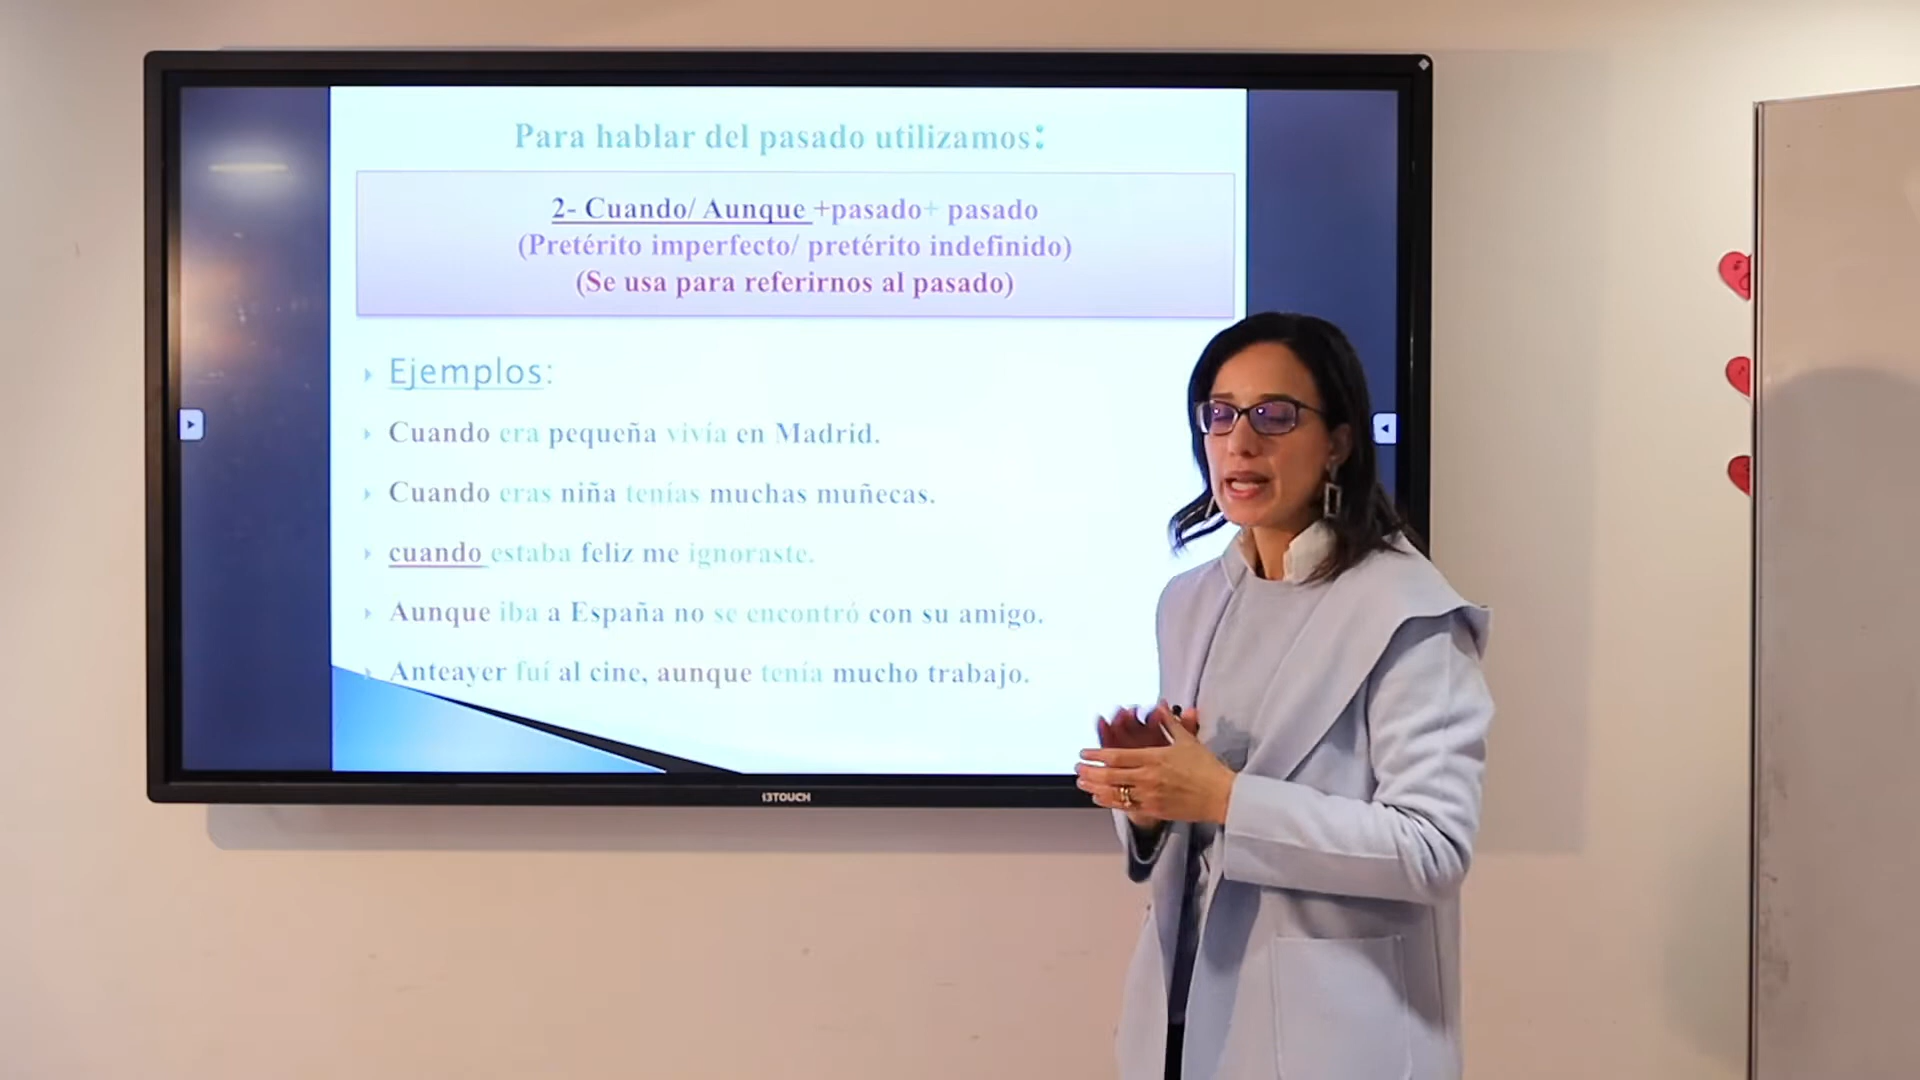 Para hablar del pasado utilizamos:
2- Cuando/ Aunque +pasado+ pasado
(Pretérito imperfecto/ pretérito indefinido)
(Se usa para referirnos al pasado)
Ejemplos:
Cuando era pequeña vivía en Madrid.
Cuando eras niña tenías muchas muñecas.
cuando estaba feliz me ignoraste.
Aunque iba a España no se encontró con su amigo.
Anteayer fuí al cine, aunque tenía mucho trabajo.
i3TOUCH